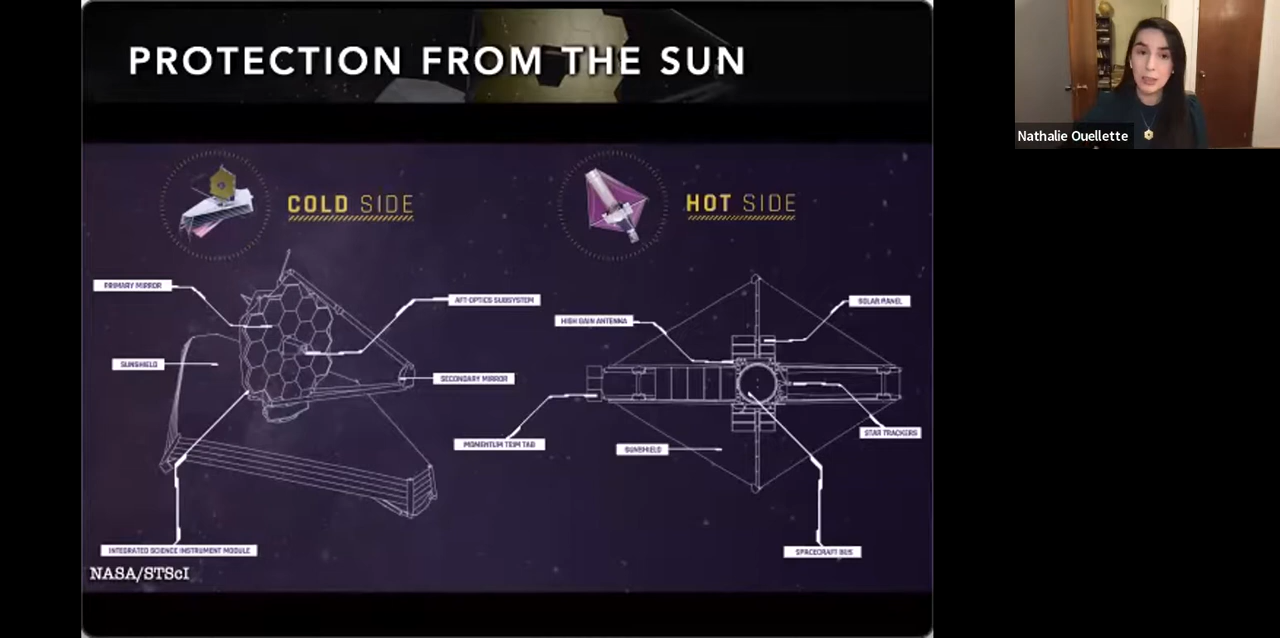 PROTECTION FROM THE SUN
Nathalie Ouellette
COLD SIDE
HOT SIDE
PRIMARY MIRROR
AFT-OPTICS SUBSYSTEM
SUNSHIELD
SECONDARY MIRROR
INTEGRATED SCIENCE INSTRUMENT MODULE
HIGH GAIN ANTENNA
SOLAR PANEL
MOMENTUM TRIM TAB
SUNSHIELD
STAR TRACKERS
SPACECRAFT BUS
NASA/STScI